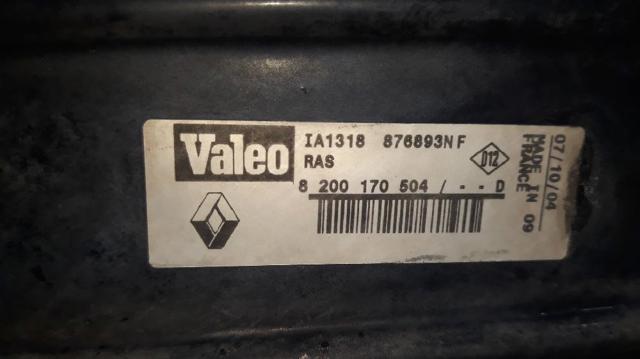 Valeo
IA1318 876893NF
RAS
8 200 170 504 / - - D
D12
07/10/04
MADE IN 09
FRANCE